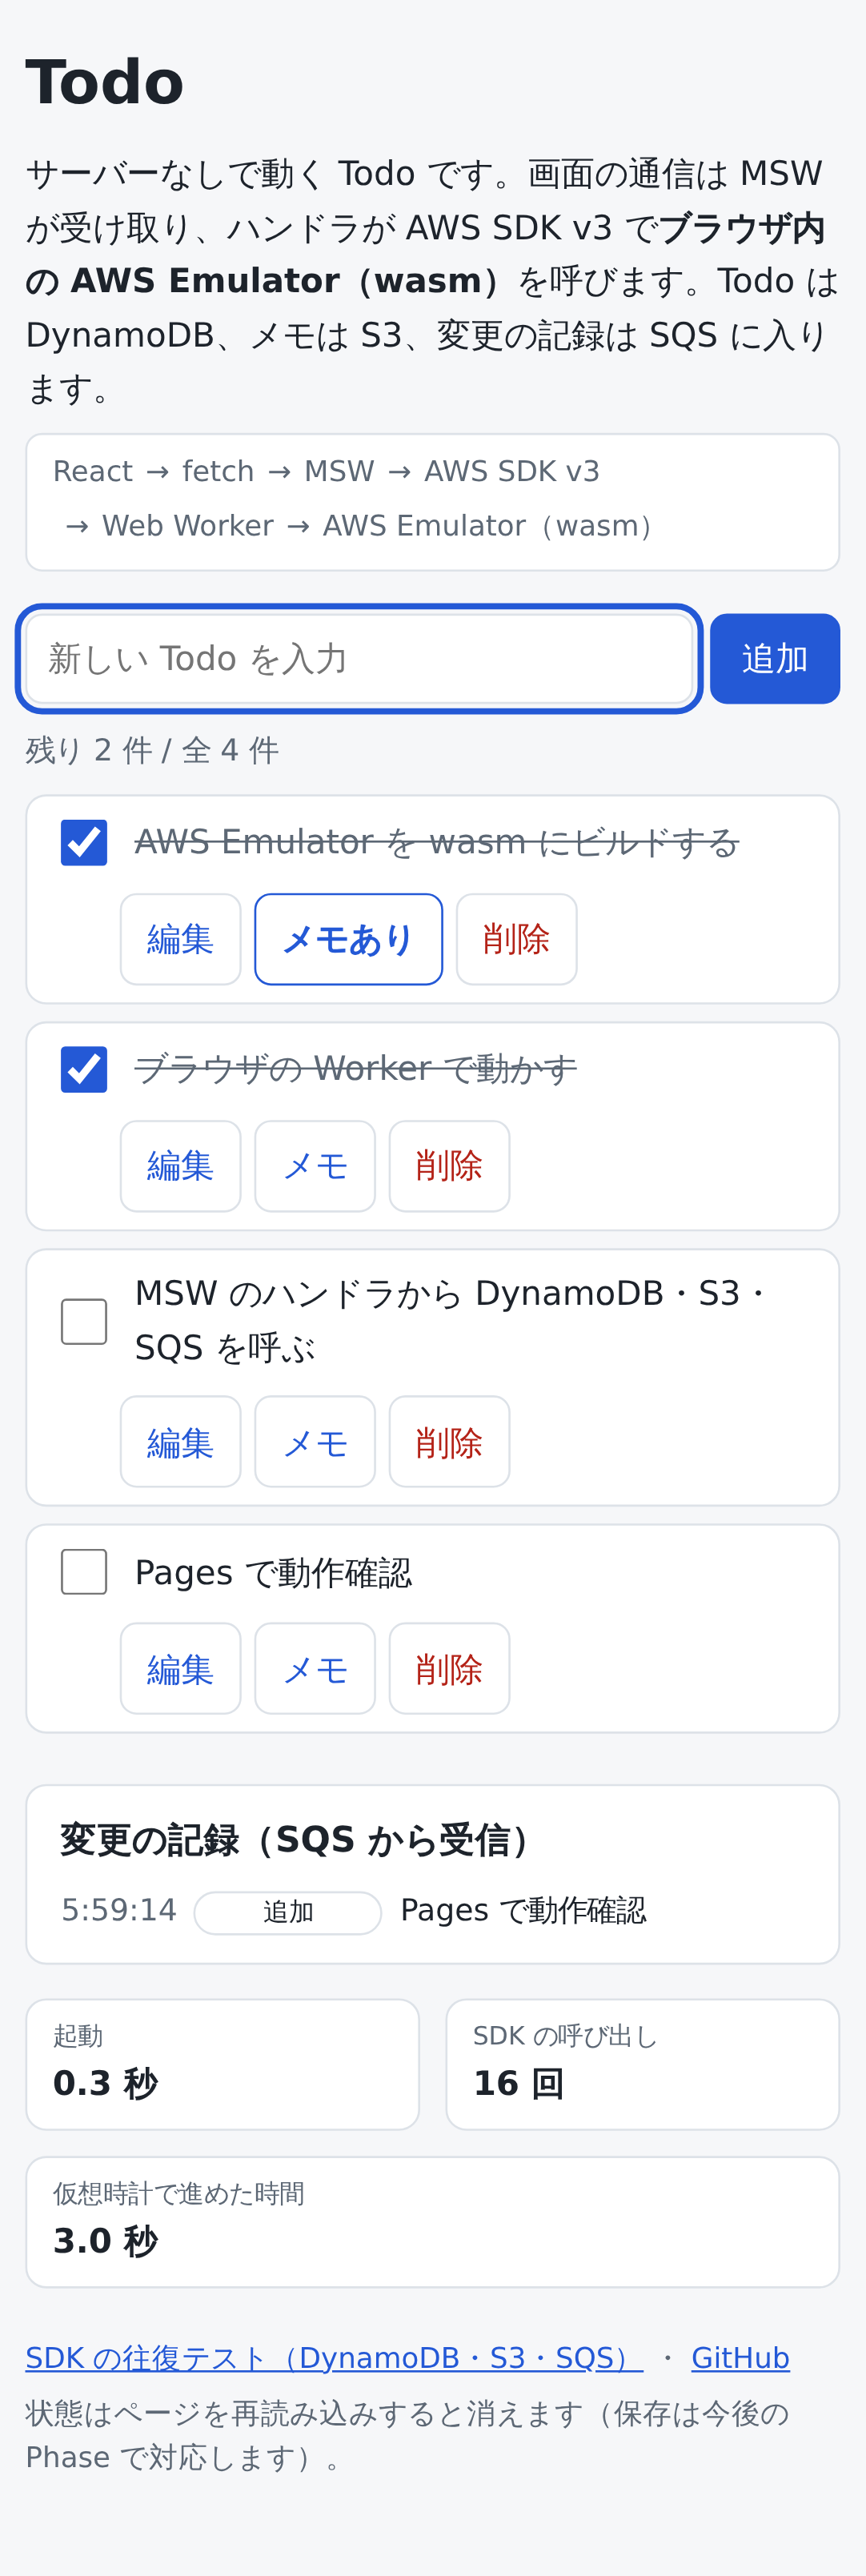 Todo
サーバーなしで動く Todo です。画面の通信は MSW
が受け取り、ハンドラが AWS SDK v3 でブラウザ内
の AWS Emulator（wasm）を呼びます。Todo は
DynamoDB、メモは S3、変更の記録は SQS に入り
ます。
React → fetch → MSW → AWS SDK v3
→ Web Worker → AWS Emulator（wasm）
新しい Todo を入力 追加
残り 2 件 / 全 4 件
AWS Emulator を wasm にビルドする
編集 メモあり 削除
ブラウザの Worker で動かす
編集 メモ 削除
MSW のハンドラから DynamoDB・S3・
SQS を呼ぶ
編集 メモ 削除
Pages で動作確認
編集 メモ 削除
変更の記録（SQS から受信）
5:59:14 追加 Pages で動作確認
起動
0.3 秒
SDK の呼び出し
16 回
仮想時計で進めた時間
3.0 秒
SDK の往復テスト（DynamoDB・S3・SQS） ・ GitHub
状態はページを再読み込みすると消えます（保存は今後の
Phase で対応します）。